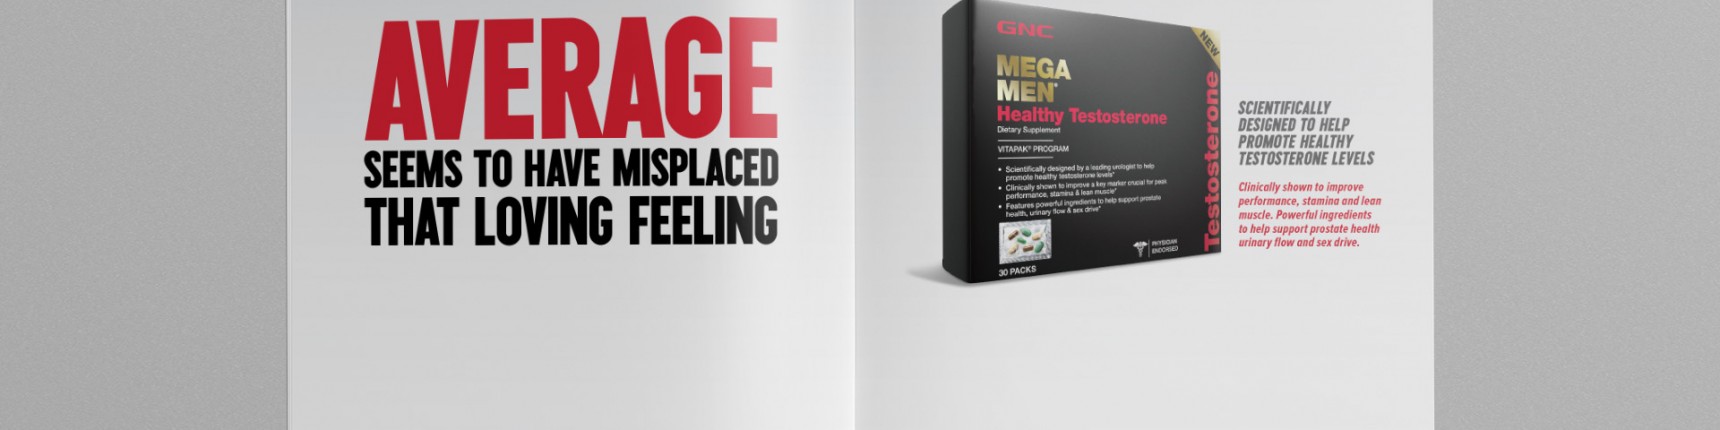 AVERAGE
SEEMS TO HAVE MISPLACED
THAT LOVING FEELING
GNC
NEW
MEGA
MEN®
Healthy Testosterone
Dietary Supplement
VITAPAK® PROGRAM
• Scientifically designed by a leading urologist to help
promote healthy testosterone levels*
• Clinically shown to improve a key marker crucial for peak
performance, stamina & lean muscle*
• Features powerful ingredients to help support prostate
health, urinary flow & sex drive*
PHYSICIAN
ENDORSED
30 PACKS
Testosterone
SCIENTIFICALLY
DESIGNED TO HELP
PROMOTE HEALTHY
TESTOSTERONE LEVELS
Clinically shown to improve
performance, stamina and lean
muscle. Powerful ingredients
to help support prostate health
urinary flow and sex drive.